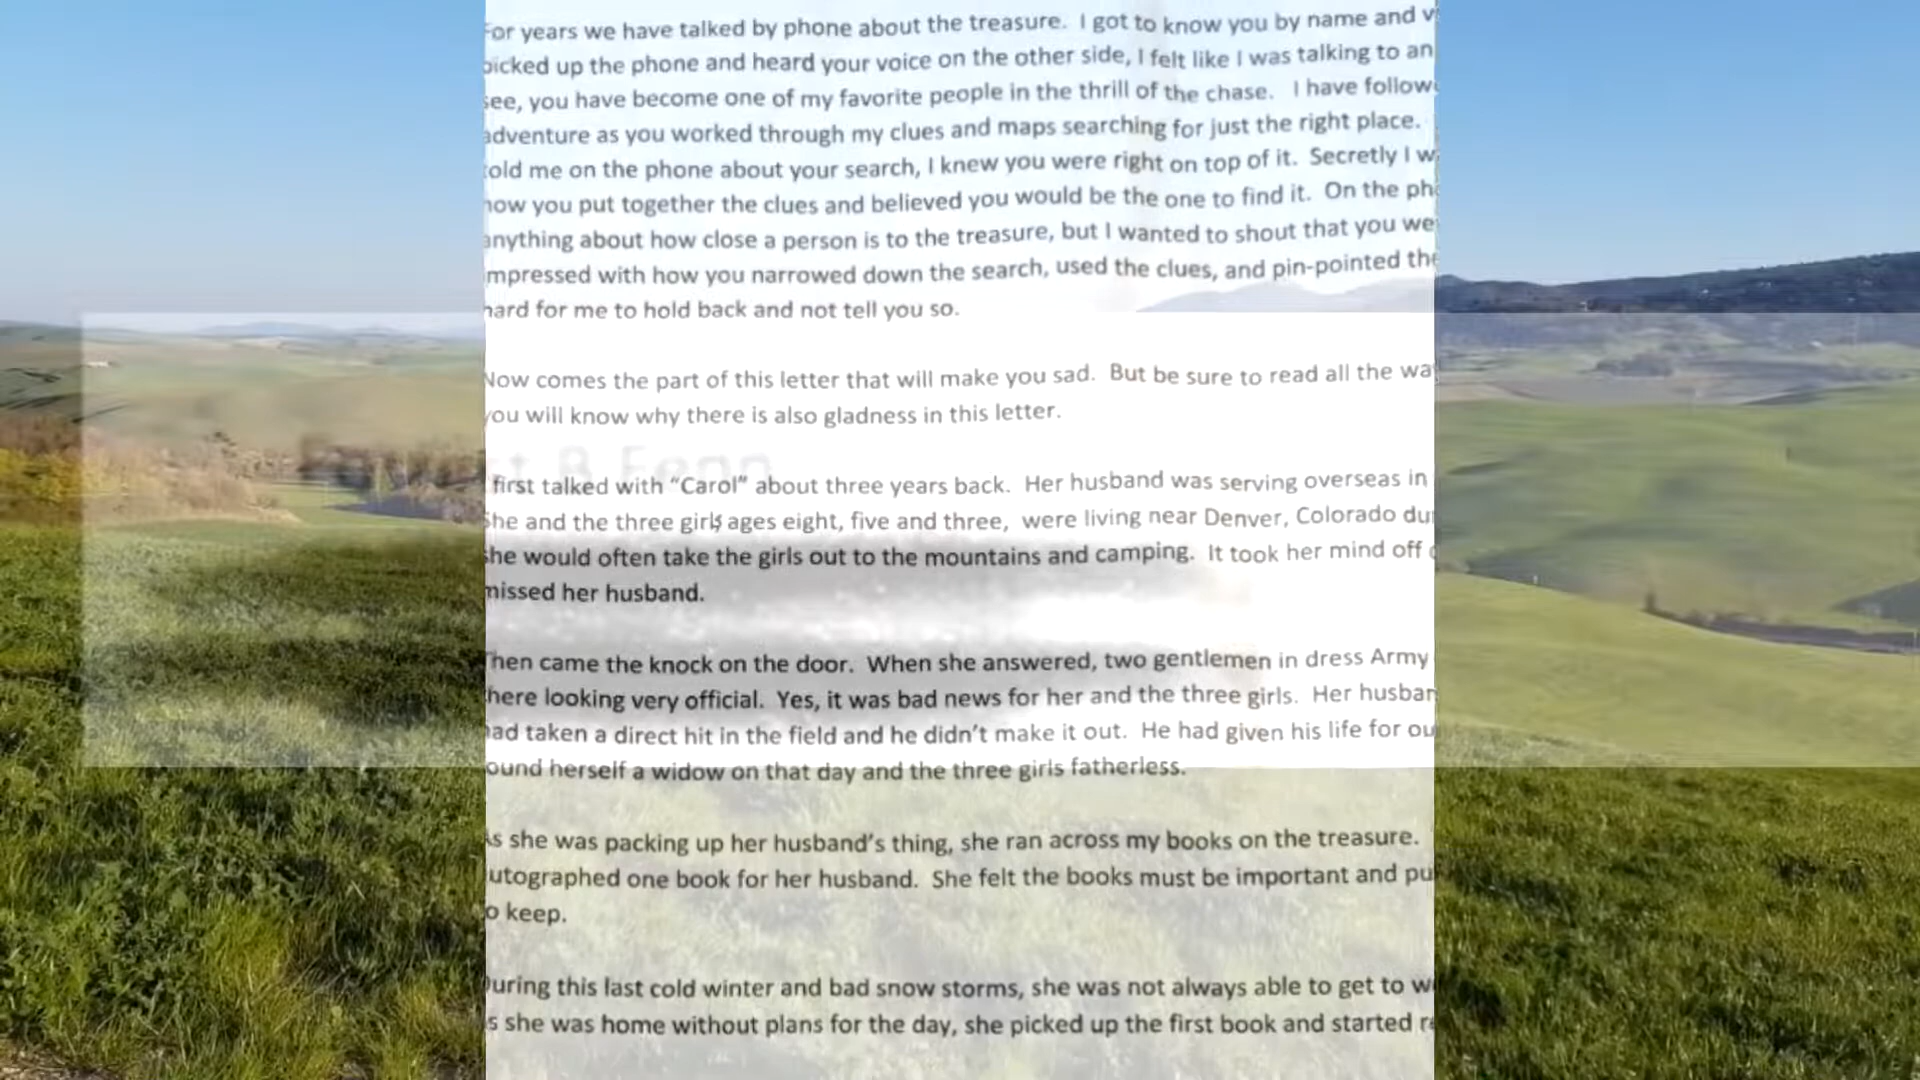 or years we have talked by phone about the treasure. I got to know you by name and v
picked up the phone and heard your voice on the other side, I felt like I was talking to an
see, you have become one of my favorite people in the thrill of the chase. I have follow
adventure as you worked through my clues and maps searching for just the right place.
told me on the phone about your search, I knew you were right on top of it. Secretly I w
how you put together the clues and believed you would be the one to find it. On the ph
anything about how close a person is to the treasure, but I wanted to shout that you we
impressed with how you narrowed down the search, used the clues, and pin-pointed the
hard for me to hold back and not tell you so.
Now comes the part of this letter that will make you sad. But be sure to read all the wa
you will know why there is also gladness in this letter.
t B Fenn
first talked with “Carol” about three years back. Her husband was serving overseas in
She and the three girls ages eight, five and three, were living near Denver, Colorado du
she would often take the girls out to the mountains and camping. It took her mind off
missed her husband.
Then came the knock on the door. When she answered, two gentlemen in dress Army
there looking very official. Yes, it was bad news for her and the three girls. Her husban
had taken a direct hit in the field and he didn’t make it out. He had given his life for ou
ound herself a widow on that day and the three girls fatherless.
As she was packing up her husband’s thing, she ran across my books on the treasure.
utographed one book for her husband. She felt the books must be important and pu
o keep.
During this last cold winter and bad snow storms, she was not always able to get to w
s she was home without plans for the day, she picked up the first book and started r